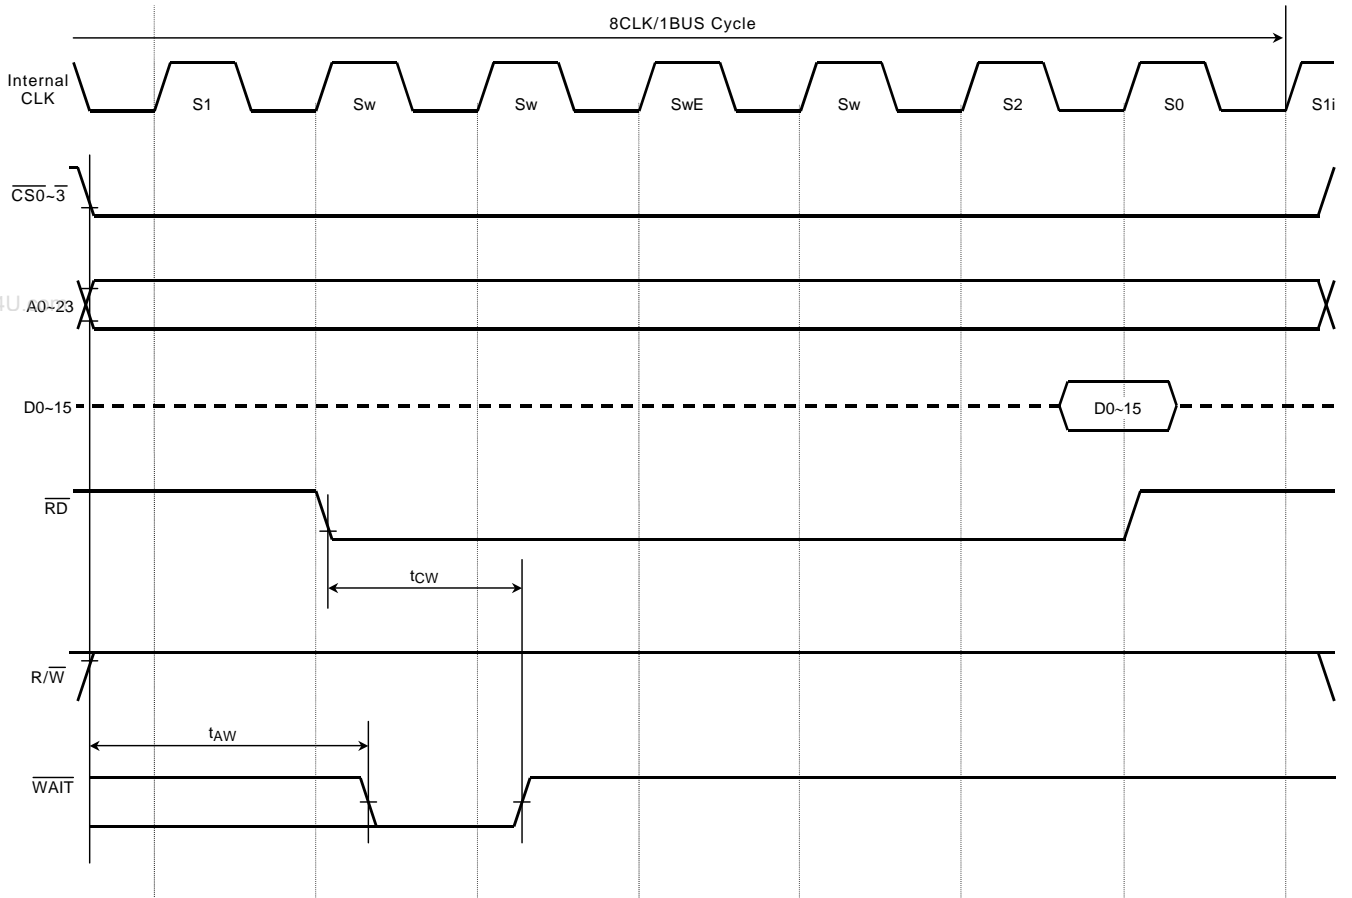 8CLK/1BUS Cycle
Internal
CLK
S1
Sw
Sw
SwE
Sw
S2
S0
S1i
CS0~3
A0~23
D0~15
D0~15
RD
tCW
R/W
tAW
WAIT